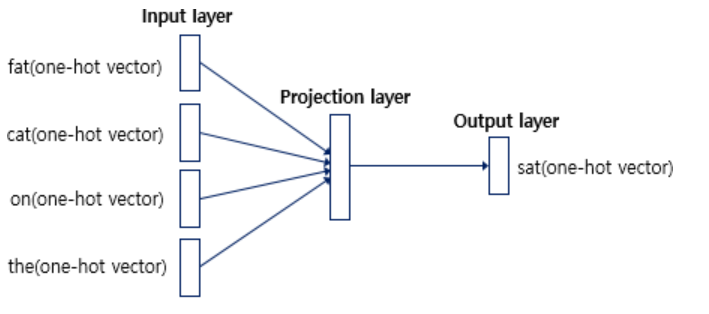 Input layer
fat(one-hot vector)
Projection layer
Output layer
cat(one-hot vector)
sat(one-hot vector)
on(one-hot vector)
the(one-hot vector)